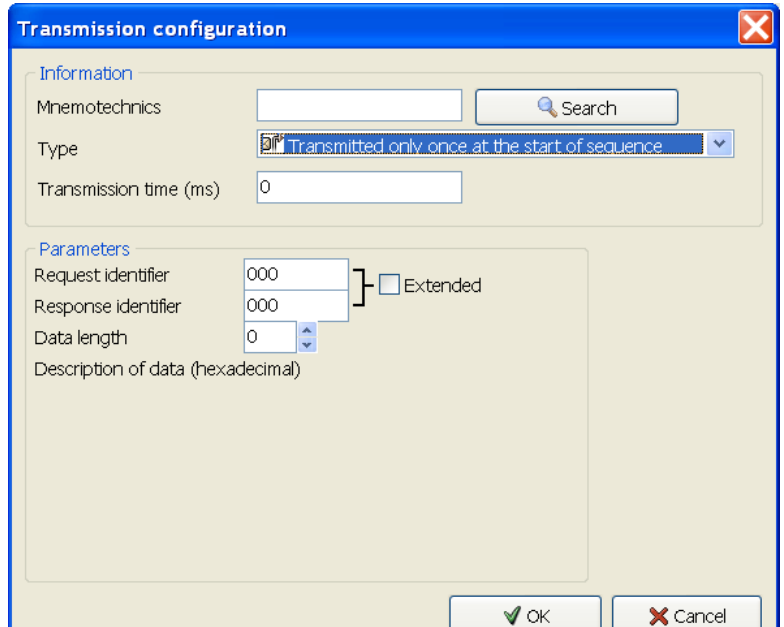 Transmission configuration
Information
Mnemotechnics
Search
Type
Transmitted only once at the start of sequence
Transmission time (ms)
0
Parameters
Request identifier
000
Extended
Response identifier
000
Data length
0
Description of data (hexadecimal)
OK
Cancel